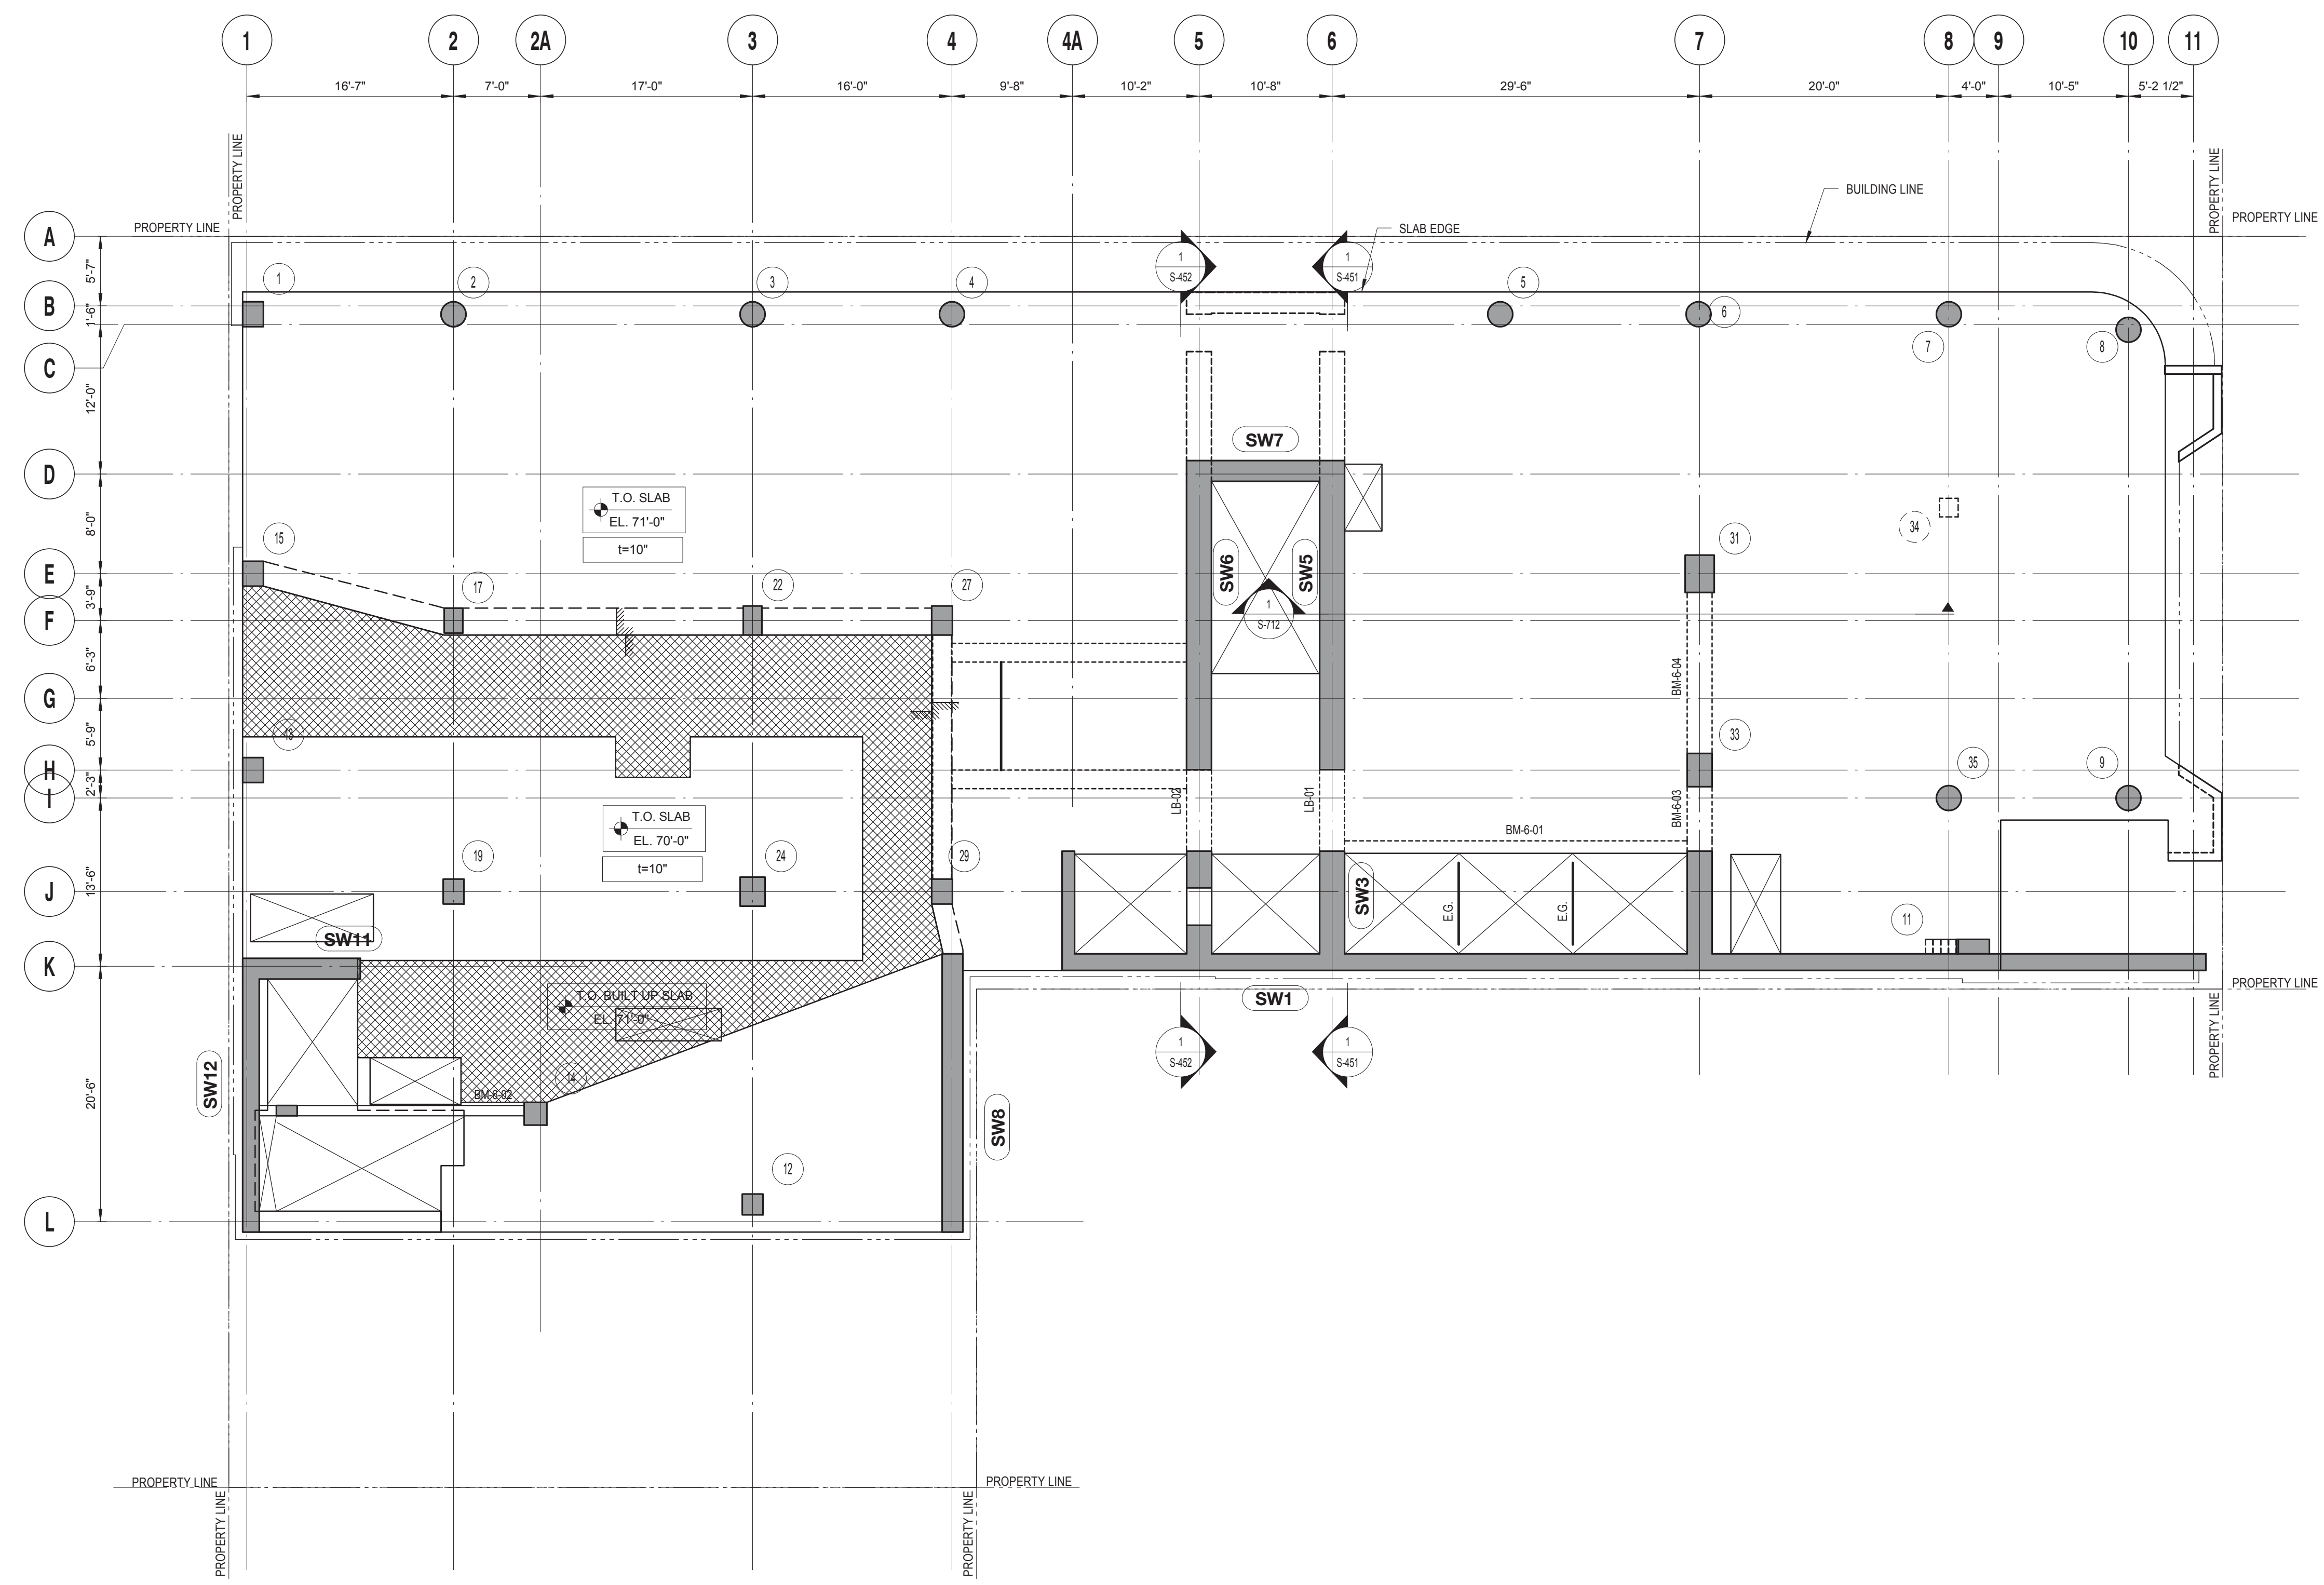 1 2 2A 3 4 4A 5 6 7 8 9 10 11
16'-7" 7'-0" 17'-0" 16'-0" 9'-8" 10'-2" 10'-8" 29'-6" 20'-0" 4'-0" 10'-5" 5'-2 1/2"
PROPERTY LINE
PROPERTY LINE
BUILDING LINE
PROPERTY LINE
PROPERTY LINE
SLAB EDGE
A
5'-7"
B
1'-6"
C
12'-0"
D
8'-0"
E
3'-9"
F
6'-3"
G
5'-9"
H
2'-3"
I
13'-6"
J
K
20'-6"
L
1
S-452
1
S-451
1 2 3 4 5 6 7 8
SW7
T.O. SLAB
EL. 71'-0"
t=10"
34
15 17 22 27 31
SW6
SW5
1
S-712
BM-6-04
43
33
35
9
T.O. SLAB
EL. 70'-0"
t=10"
LB-02
LB-01
BM-6-03
BM-6-01
19 24 29
SW3
E.G.
E.G.
11
SW11
T.O. BUILT UP SLAB
EL. 71'-0"
SW1
PROPERTY LINE
PROPERTY LINE
1
S-452
1
S-451
SW12
14
BM-6-02
SW8
12
PROPERTY LINE
PROPERTY LINE
PROPERTY LINE
PROPERTY LINE